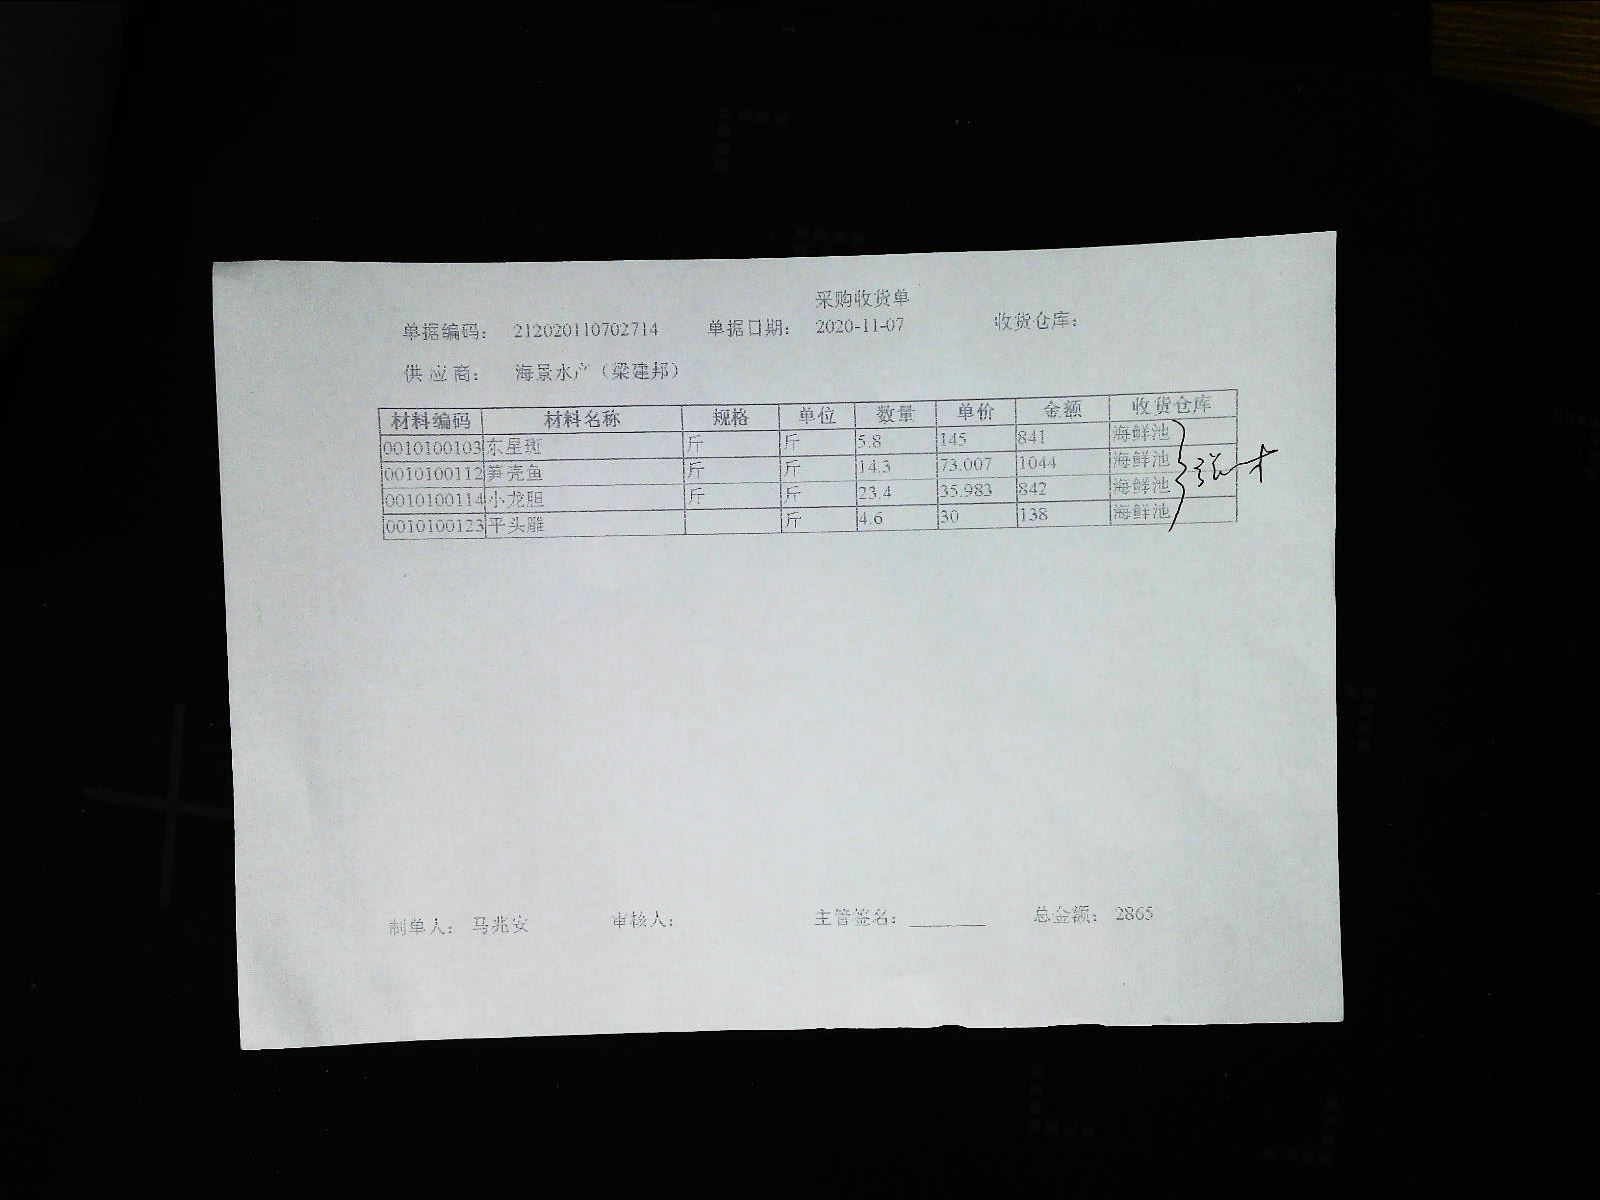 采购收货单
单据编码： 212020110702714 单据日期： 2020-11-07 收货仓库：
供应商： 海景水产（梁建邦）
材料编码 材料名称 规格 单位 数量 单价 金额 收货仓库
0010100103 东星斑 斤 斤 5.8 145 841 海鲜池
0010100112 笋壳鱼 斤 斤 14.3 73.007 1044 海鲜池
0010100114 小龙胆 斤 斤 23.4 35.983 842 海鲜池
0010100123 平头雕 斤 4.6 30 138 海鲜池
制单人： 马兆安 审核人： 主管签名： 总金额： 2865